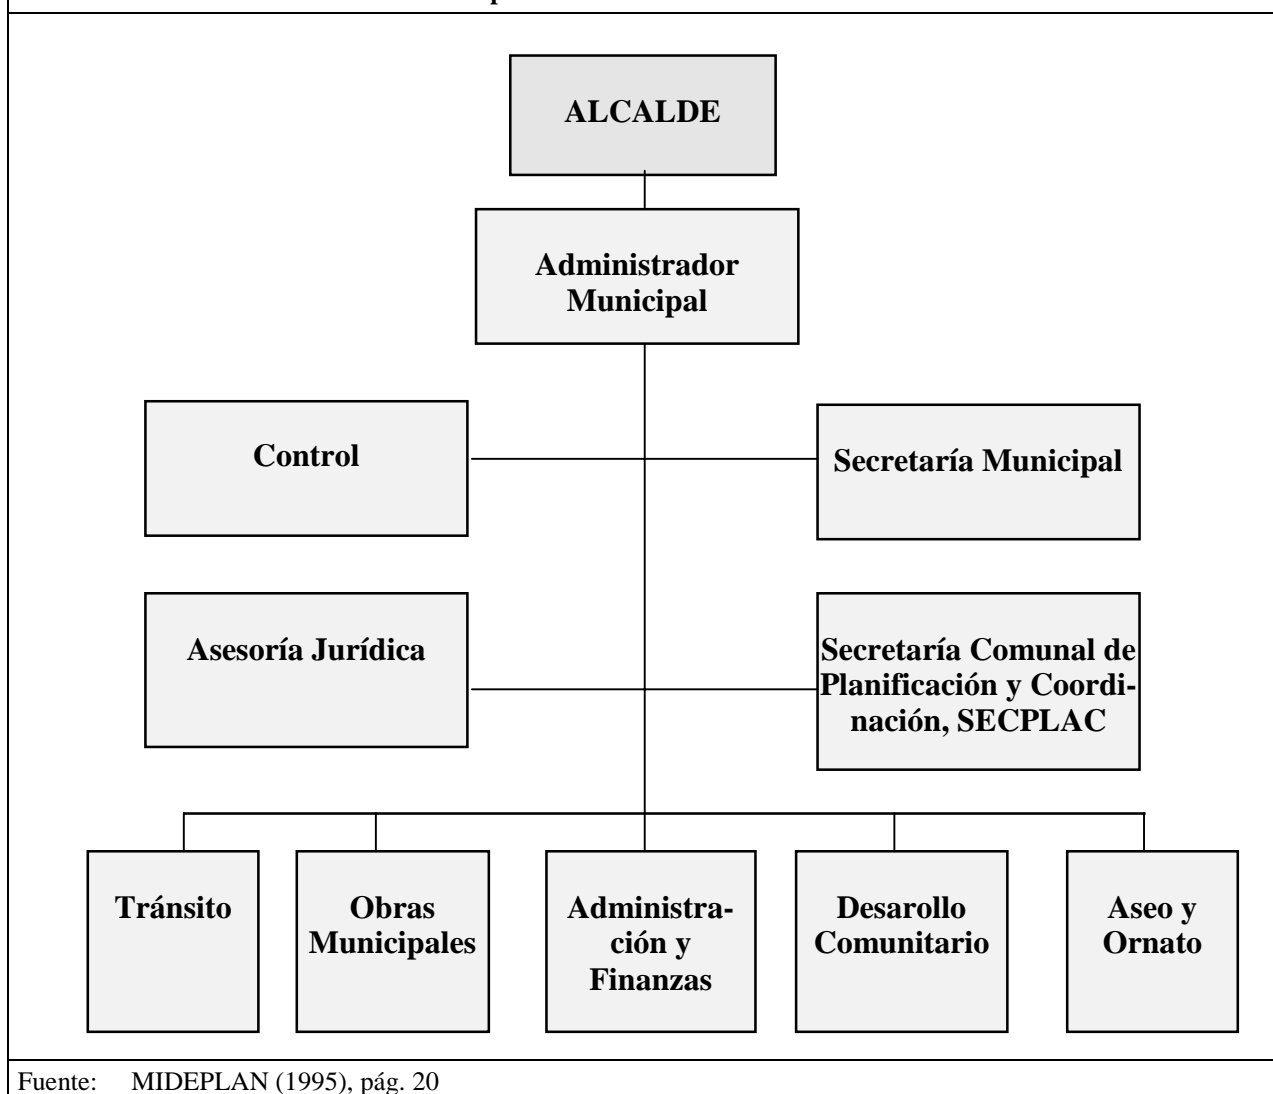 ALCALDE
Administrador
Municipal
Control
Secretaría Municipal
Asesoría Jurídica
Secretaría Comunal de
Planificación y Coordi-
nación, SECPLAC
Tránsito
Obras
Municipales
Administra-
ción y
Finanzas
Desarollo
Comunitario
Aseo y
Ornato
Fuente: MIDEPLAN (1995), pág. 20